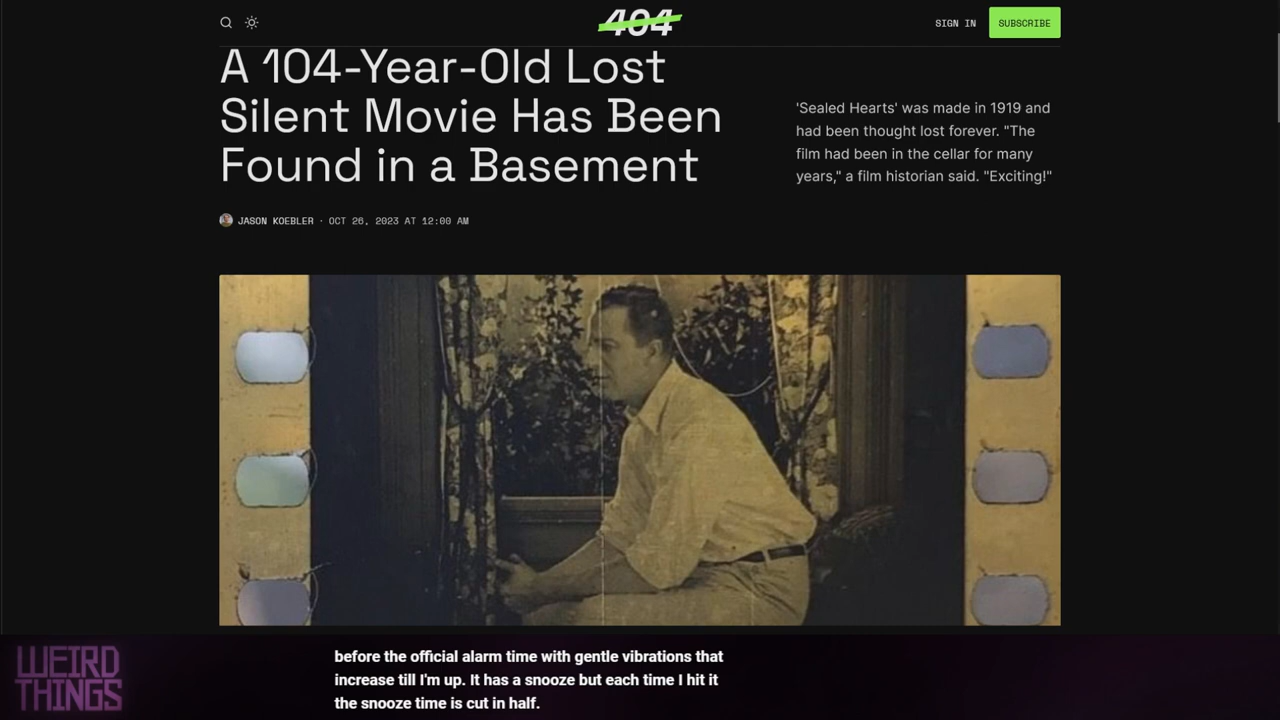 404
SIGN IN
SUBSCRIBE
A 104-Year-Old Lost
Silent Movie Has Been
Found in a Basement
'Sealed Hearts' was made in 1919 and
had been thought lost forever. "The
film had been in the cellar for many
years," a film historian said. "Exciting!"
JASON KOEBLER · OCT 26, 2023 AT 12:00 AM
WEIRD
THINGS
before the official alarm time with gentle vibrations that
increase till I'm up. It has a snooze but each time I hit it
the snooze time is cut in half.